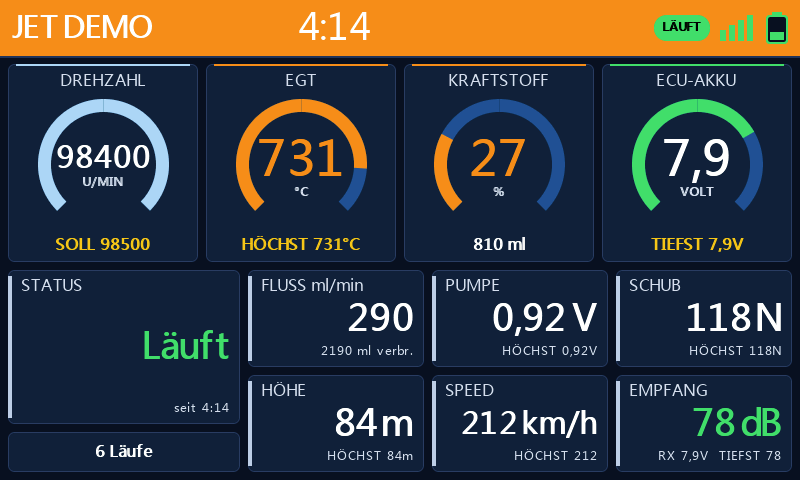 JET DEMO 4:14 LÄUFT
DREHZAHL
98400
U/MIN
SOLL 98500
EGT
731
°C
HÖCHST 731°C
KRAFTSTOFF
27
%
810 ml
ECU-AKKU
7,9
VOLT
TIEFST 7,9V
STATUS
Läuft
seit 4:14
6 Läufe
FLUSS ml/min
290
2190 ml verbr.
PUMPE
0,92 V
HÖCHST 0,92V
SCHUB
118N
HÖCHST 118N
HÖHE
84m
HÖCHST 84m
SPEED
212 km/h
HÖCHST 212
EMPFANG
78 dB
RX 7,9V TIEFST 78